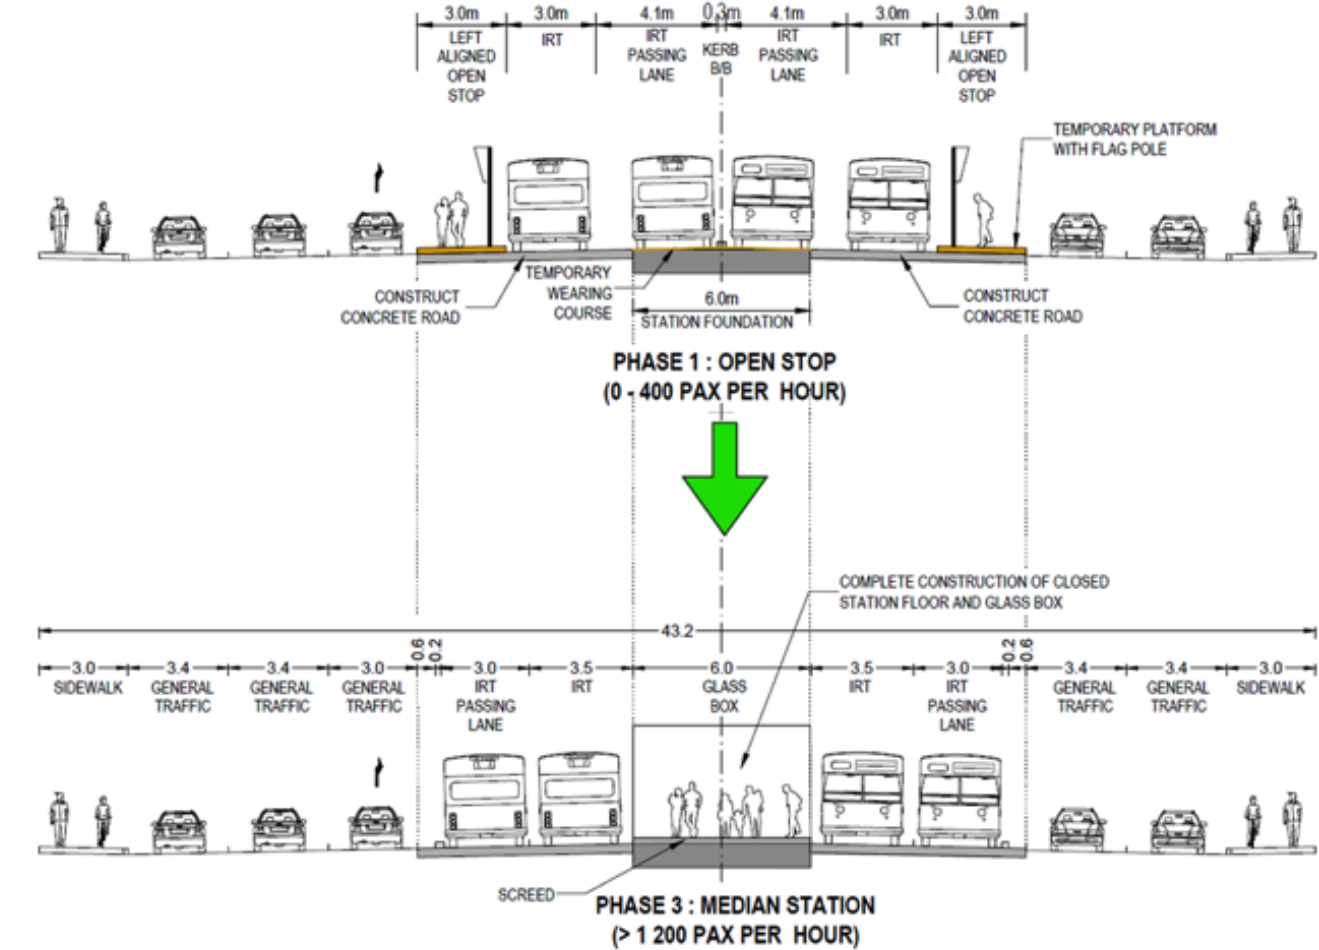 3.0m 3.0m 4.1m 0.3m 4.1m 3.0m 3.0m
LEFT
ALIGNED
OPEN
STOP
IRT
IRT
PASSING
LANE
KERB
B/B
IRT
PASSING
LANE
IRT
LEFT
ALIGNED
OPEN
STOP
TEMPORARY PLATFORM
WITH FLAG POLE
CONSTRUCT
CONCRETE ROAD
TEMPORARY
WEARING
COURSE
6.0m
STATION FOUNDATION
CONSTRUCT
CONCRETE ROAD
PHASE 1 : OPEN STOP
(0 - 400 PAX PER HOUR)
COMPLETE CONSTRUCTION OF CLOSED
STATION FLOOR AND GLASS BOX
43.2
3.0 3.4 3.4 3.0 0.6 0.2 3.0 3.5 6.0 3.5 3.0 0.2 0.6 3.4 3.4 3.0
SIDEWALK
GENERAL
TRAFFIC
GENERAL
TRAFFIC
GENERAL
TRAFFIC
IRT
PASSING
LANE
IRT
GLASS
BOX
IRT
IRT
PASSING
LANE
GENERAL
TRAFFIC
GENERAL
TRAFFIC
SIDEWALK
SCREED
PHASE 3 : MEDIAN STATION
(> 1 200 PAX PER HOUR)